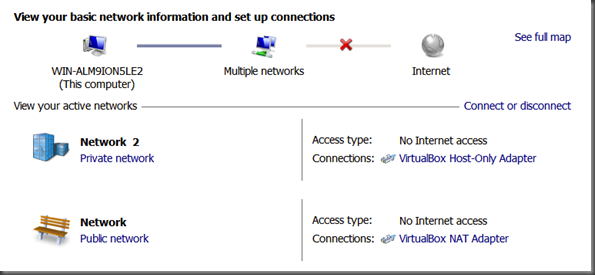 View your basic network information and set up connections
See full map
WIN-ALM9ION5LE2
(This computer)
Multiple networks
Internet
View your active networks
Connect or disconnect
Network 2
Private network
Access type: No Internet access
Connections: VirtualBox Host-Only Adapter
Network
Public network
Access type: No Internet access
Connections: VirtualBox NAT Adapter